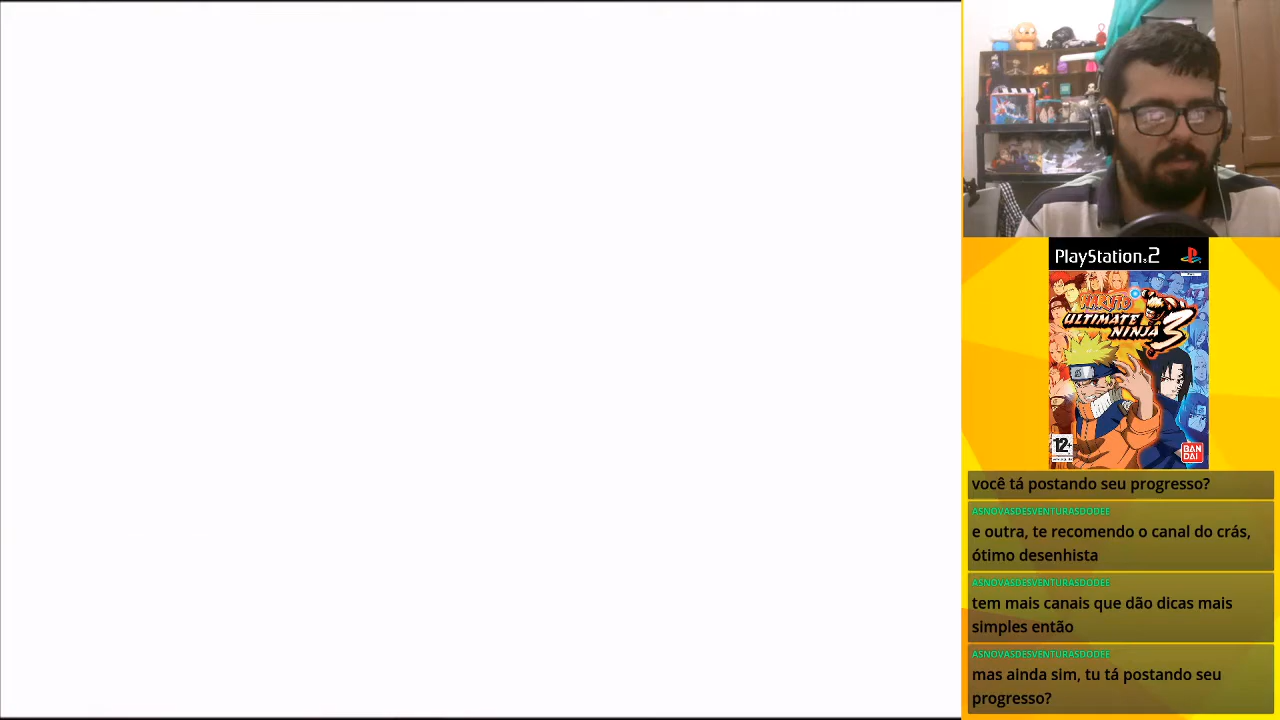 PlayStation.2
NARUTO
ULTIMATE
NINJA 3
12+
BAN
DAI
você tá postando seu progresso?
ASNOVASDESVENTURASDODEE
e outra, te recomendo o canal do crás,
ótimo desenhista
ASNOVASDESVENTURASDODEE
tem mais canais que dão dicas mais
simples então
ASNOVASDESVENTURASDODEE
mas ainda sim, tu tá postando seu
progresso?